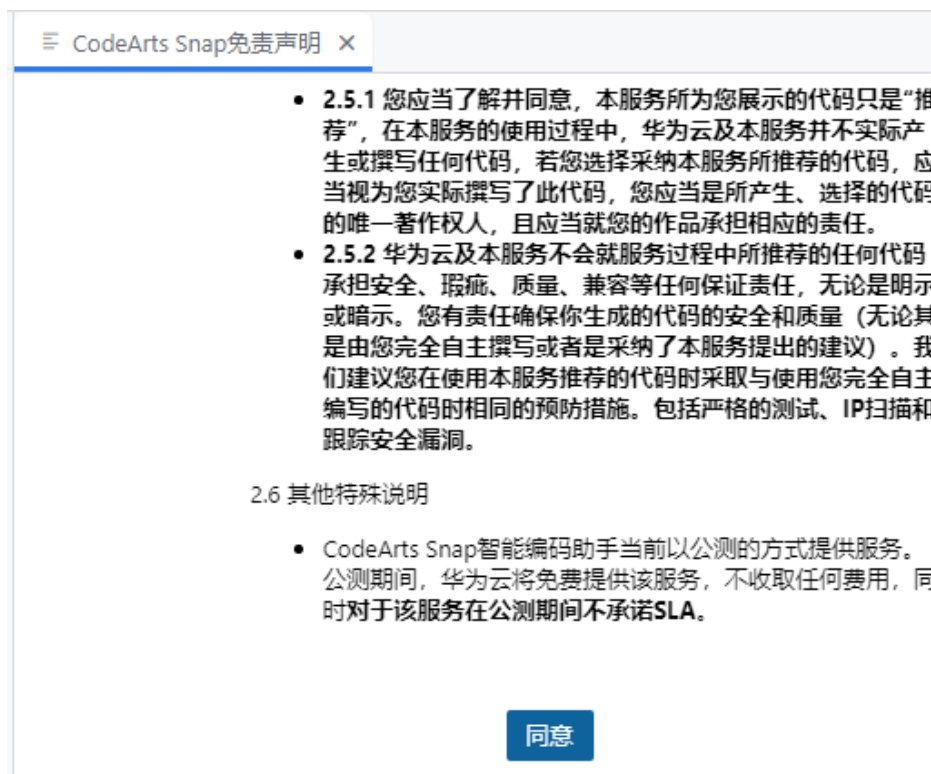 CodeArts Snap免责声明
2.5.1 您应当了解并同意，本服务所为您展示的代码只是“推
荐”，在本服务的使用过程中，华为云及本服务并不实际产
生或撰写任何代码，若您选择采纳本服务所推荐的代码，应
当视为您实际撰写了此代码，您应当是所产生、选择的代码
的唯一著作权人，且应当就您的作品承担相应的责任。
2.5.2 华为云及本服务不会就服务过程中所推荐的任何代码
承担安全、瑕疵、质量、兼容等任何保证责任，无论是明示
或暗示。您有责任确保你生成的代码的安全和质量（无论其
是由您完全自主撰写或者是采纳了本服务提出的建议）。我
们建议您在使用本服务推荐的代码时采取与使用您完全自主
编写的代码时相同的预防措施。包括严格的测试、IP扫描和
跟踪安全漏洞。
2.6 其他特殊说明
CodeArts Snap智能编码助手当前以公测的方式提供服务。
公测期间，华为云将免费提供该服务，不收取任何费用，同
时对于该服务在公测期间不承诺SLA。
同意